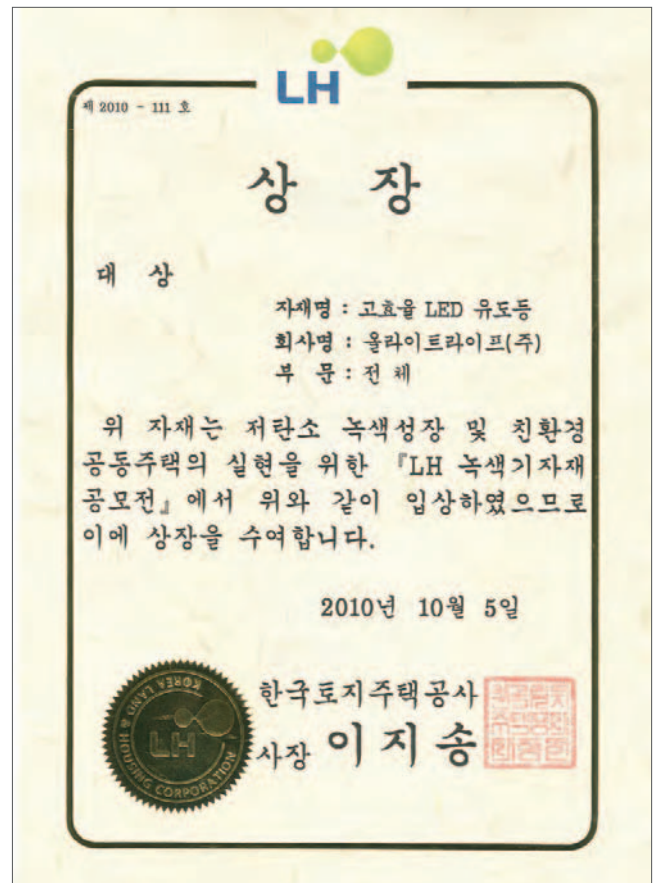 LH
제 2010 - 111 호
상 장
대 상
자재명 : 고효율 LED 유도등
회사명 : 올라이트라이프(주)
부 문 : 전 체
위 자재는 저탄소 녹색성장 및 친환경
공동주택의 실현을 위한 『LH 녹색기자재
공모전』에서 위와 같이 입상하였으므로
이에 상장을 수여합니다.
2010년 10월 5일
한국토지주택공사
사장 이지송
KOREA LAND & HOUSING CORPORATION
LH